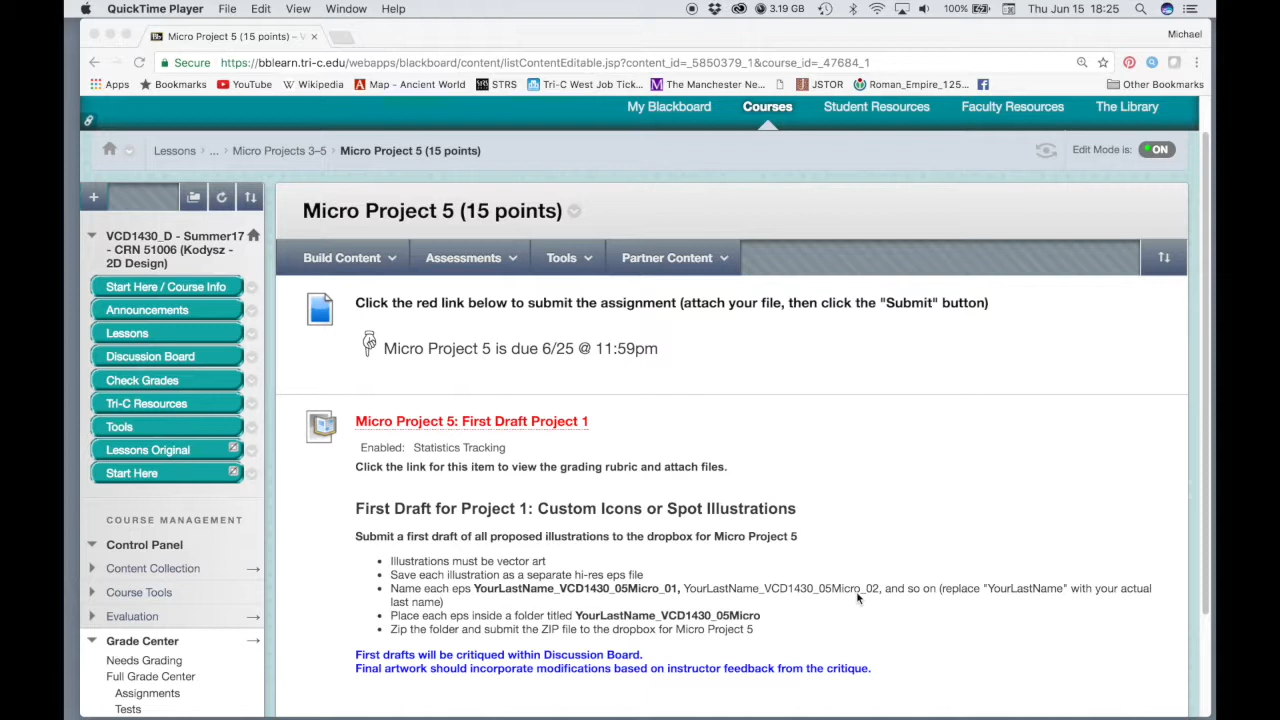 QuickTime Player File Edit View Window Help 3.19 GB 100% Thu Jun 15 18:25
Micro Project 5 (15 points) – V × Michael
Secure https://bblearn.tri-c.edu/webapps/blackboard/content/listContentEditable.jsp?content_id=_5850379_1&course_id=_47684_1
Apps Bookmarks YouTube Wikipedia Map - Ancient World STRS Tri-C West Job Tick... The Manchester Ne... JSTOR Roman_Empire_125... Other Bookmarks
My Blackboard Courses Student Resources Faculty Resources The Library
Lessons › ... › Micro Projects 3–5 › Micro Project 5 (15 points) Edit Mode is: ON
VCD1430_D - Summer17
- CRN 51006 (Kodysz -
2D Design)
Start Here / Course Info
Announcements
Lessons
Discussion Board
Check Grades
Tri-C Resources
Tools
Lessons Original
Start Here
COURSE MANAGEMENT
Control Panel
Content Collection
Course Tools
Evaluation
Grade Center
Needs Grading
Full Grade Center
Assignments
Tests
Micro Project 5 (15 points)
Build Content Assessments Tools Partner Content
Click the red link below to submit the assignment (attach your file, then click the "Submit" button)
Micro Project 5 is due 6/25 @ 11:59pm
Micro Project 5: First Draft Project 1
Enabled: Statistics Tracking
Click the link for this item to view the grading rubric and attach files.
First Draft for Project 1: Custom Icons or Spot Illustrations
Submit a first draft of all proposed illustrations to the dropbox for Micro Project 5
• Illustrations must be vector art
• Save each illustration as a separate hi-res eps file
• Name each eps YourLastName_VCD1430_05Micro_01, YourLastName_VCD1430_05Micro_02, and so on (replace "YourLastName" with your actual
last name)
• Place each eps inside a folder titled YourLastName_VCD1430_05Micro
• Zip the folder and submit the ZIP file to the dropbox for Micro Project 5
First drafts will be critiqued within Discussion Board.
Final artwork should incorporate modifications based on instructor feedback from the critique.